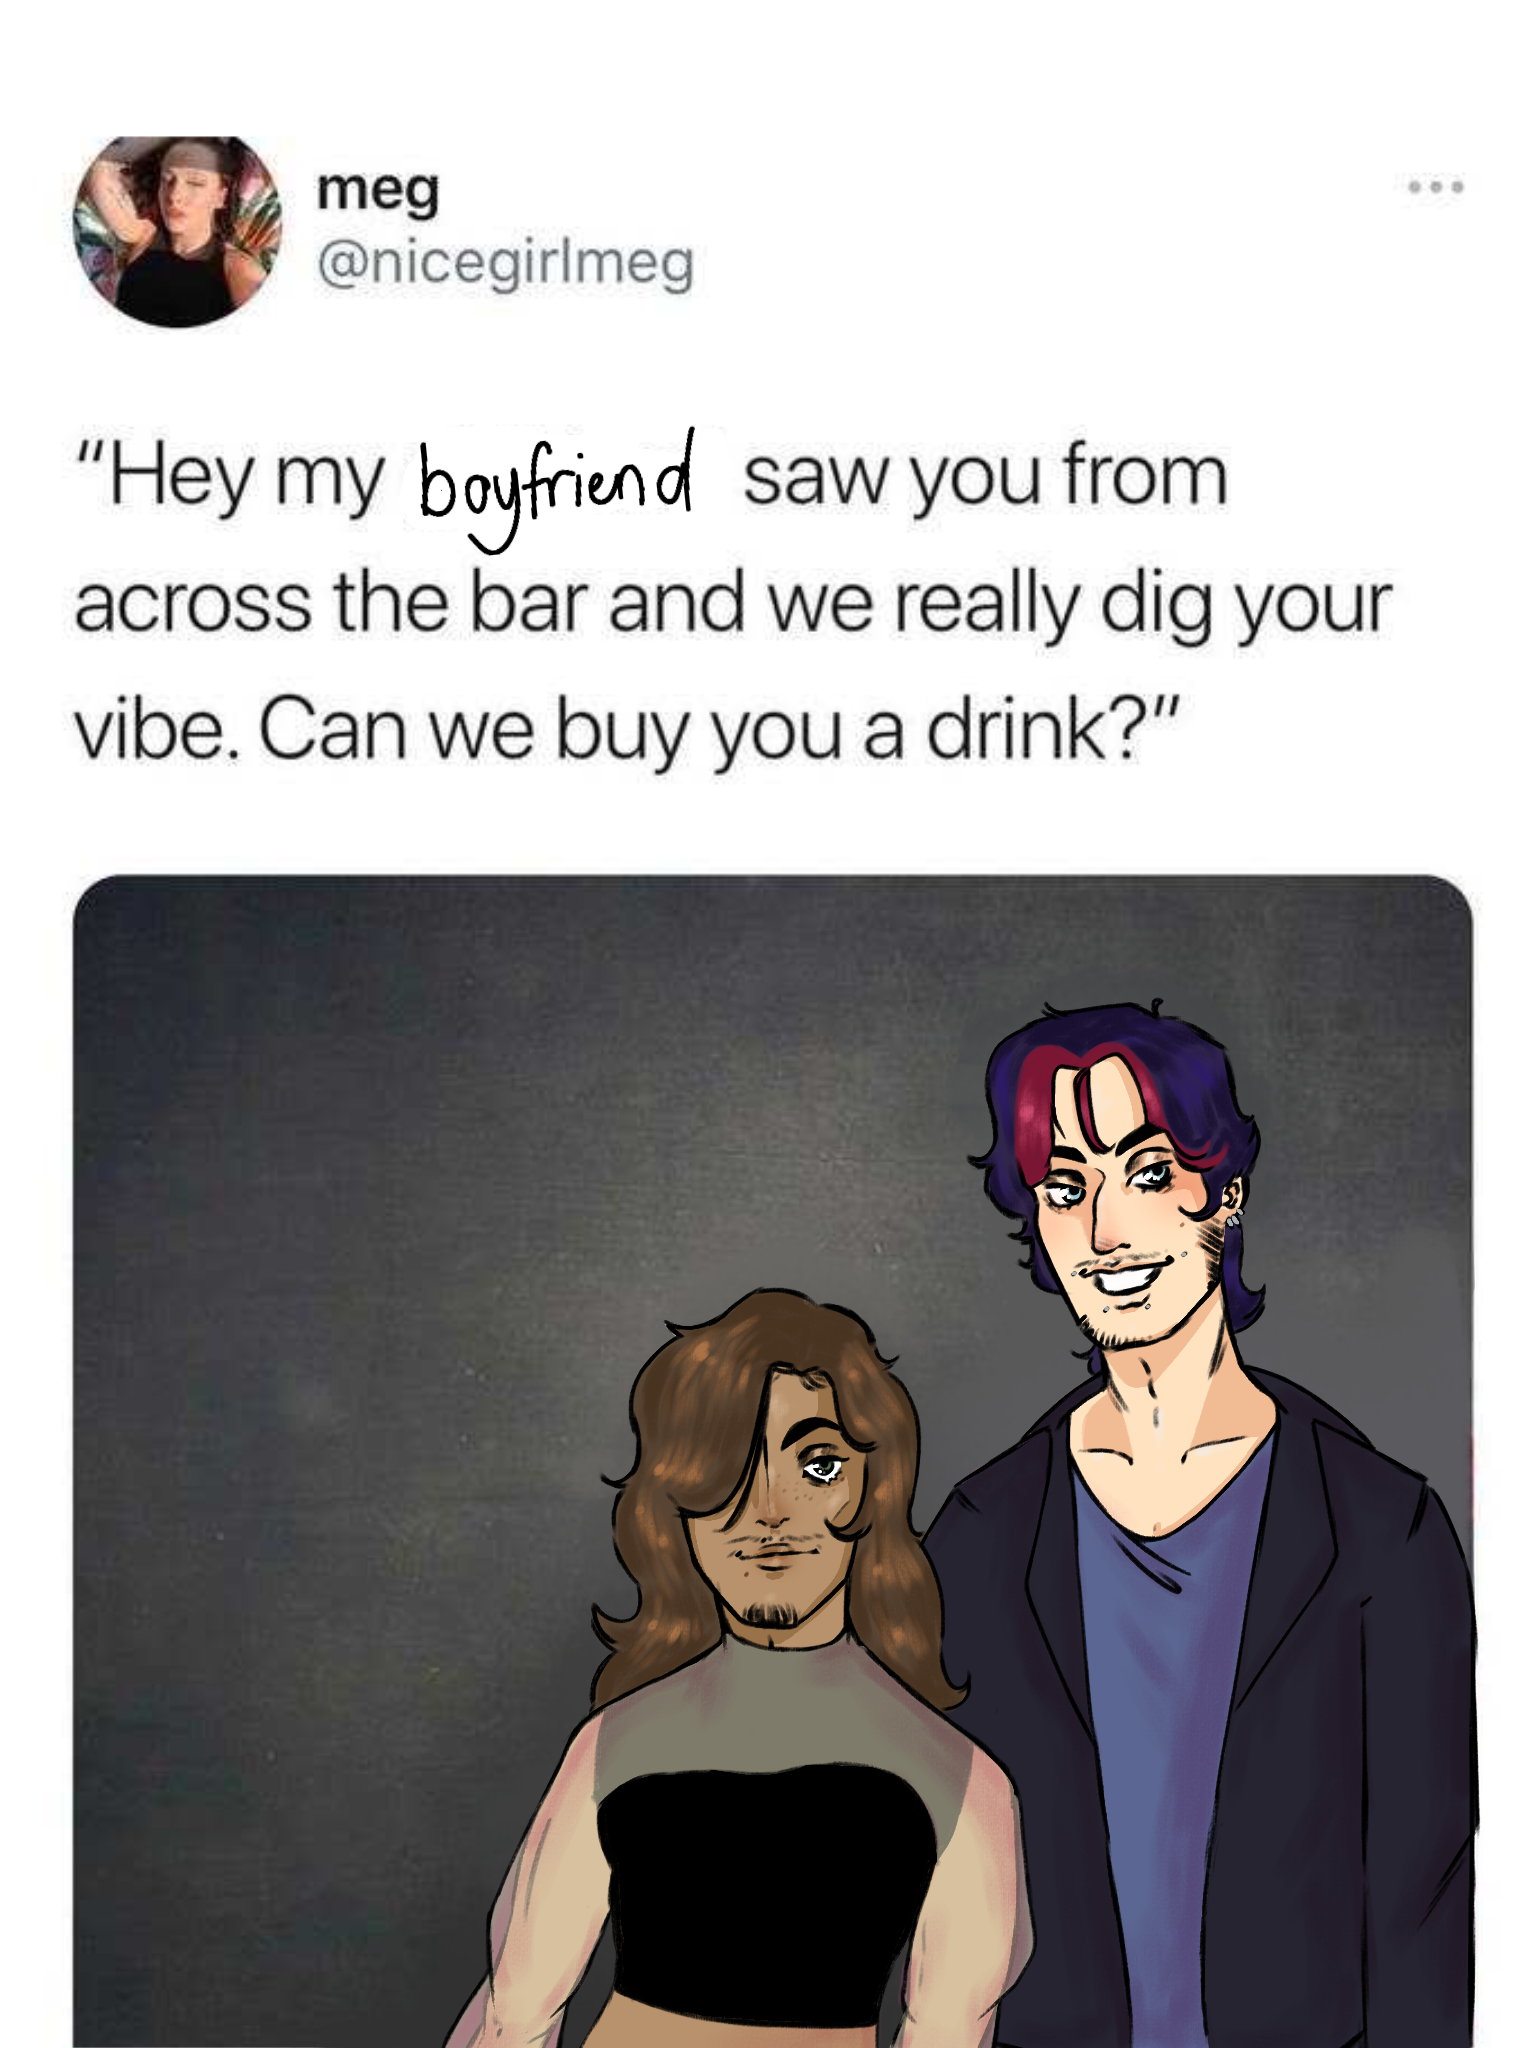 meg
@nicegirlmeg
“Hey my boyfriend saw you from
across the bar and we really dig your
vibe. Can we buy you a drink?”